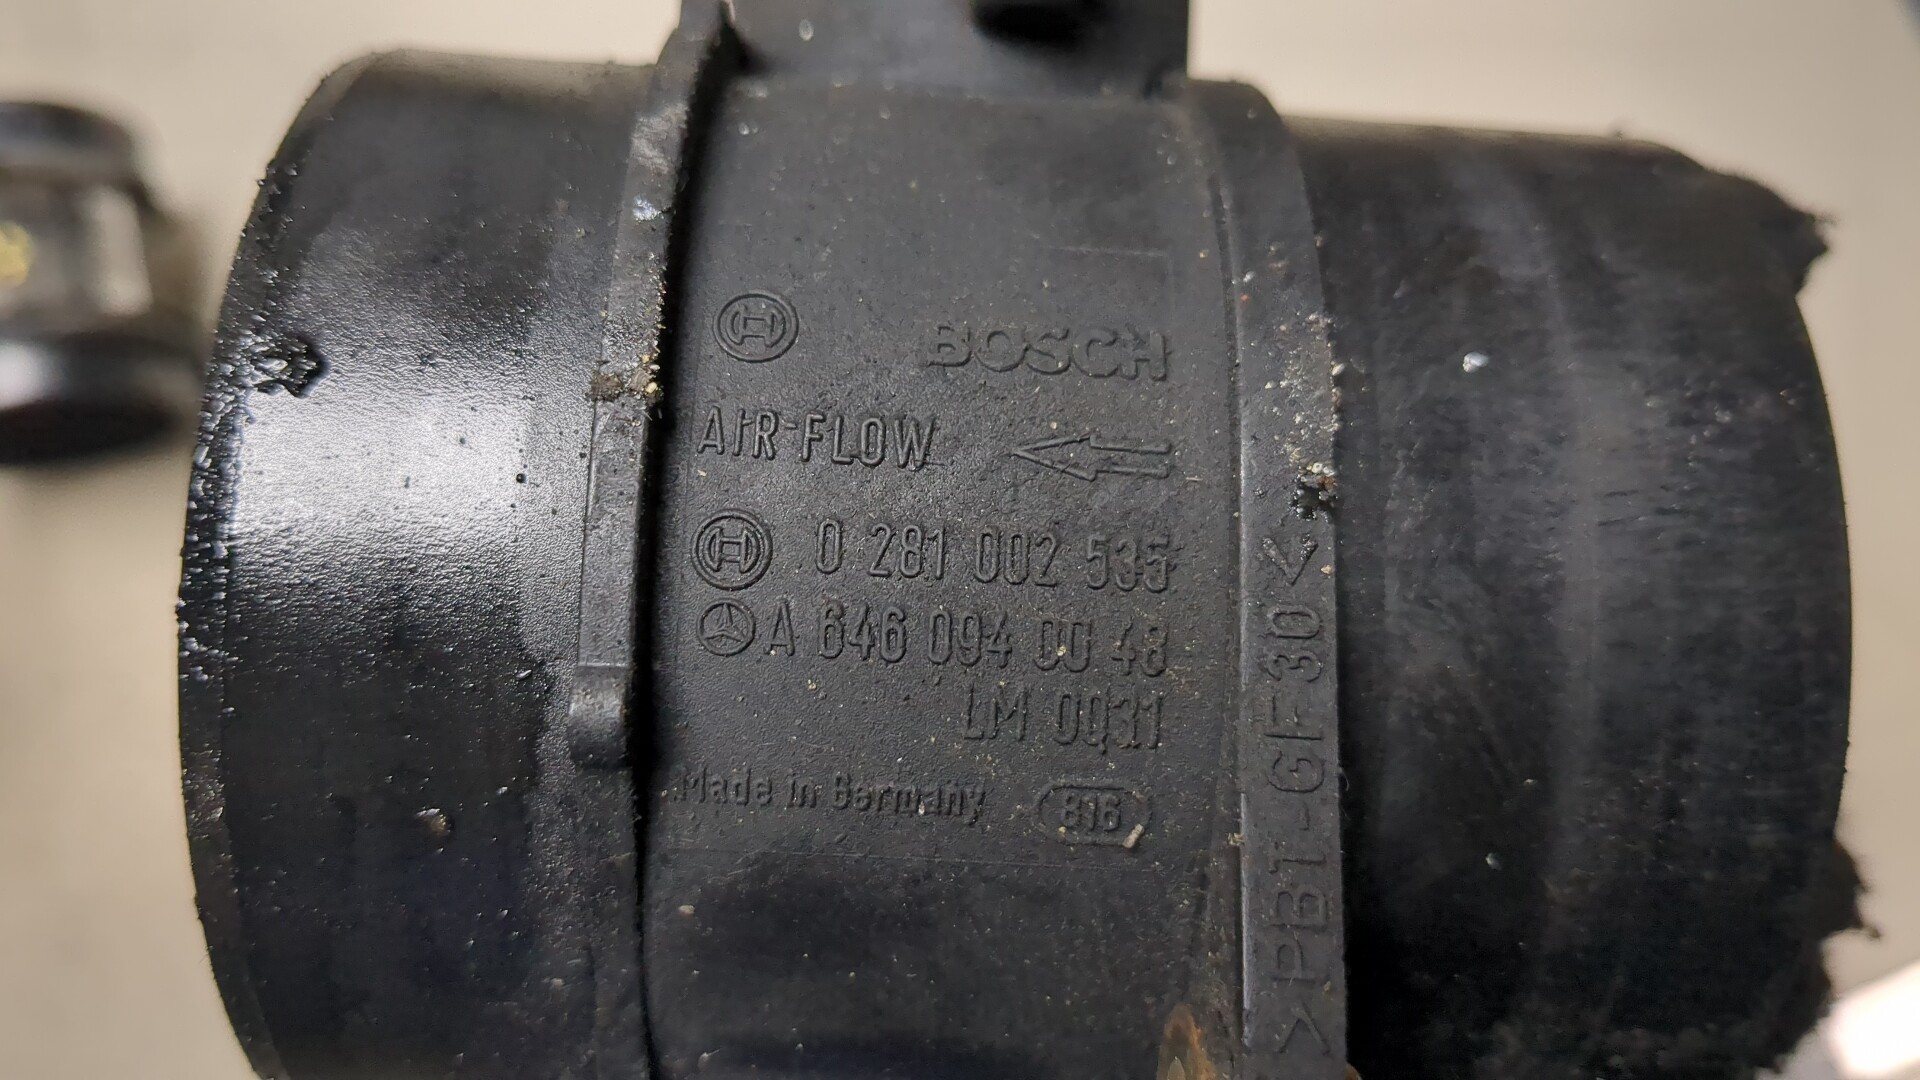 BOSCH
AIR FLOW
0 281 002 535
A 646 094 00 48
LM 0031
Made in Germany 816
>PBT-GF30<